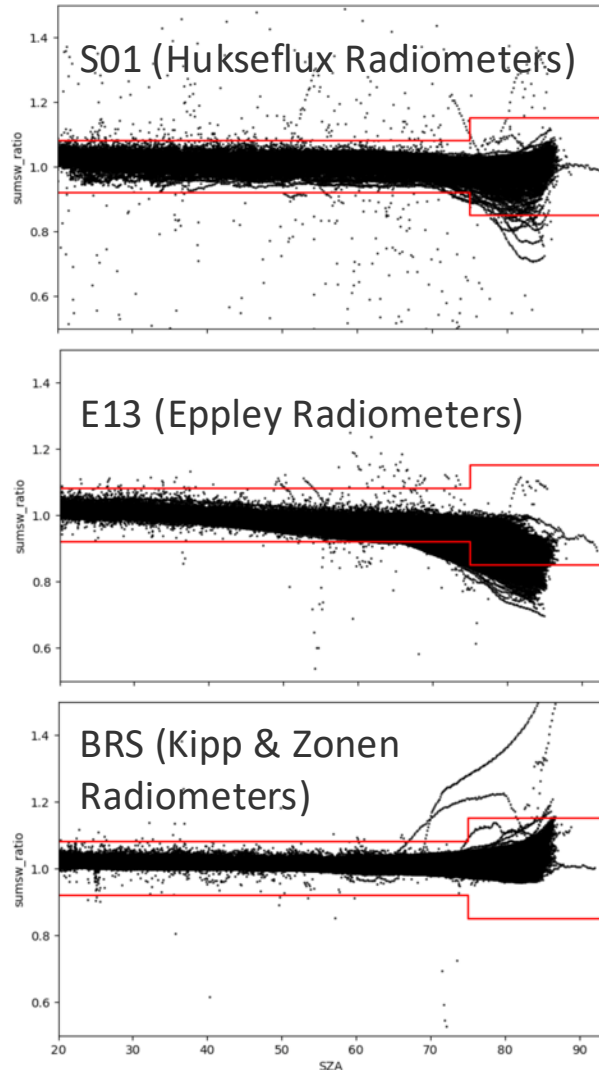 S01 (Hukseflux Radiometers)
1.4
1.2
1.0
0.8
0.6
sumsw_ratio
E13 (Eppley Radiometers)
1.4
1.2
1.0
0.8
0.6
sumsw_ratio
BRS (Kipp & Zonen
Radiometers)
1.4
1.2
1.0
0.8
0.6
sumsw_ratio
20 30 40 50 60 70 80 90
SZA